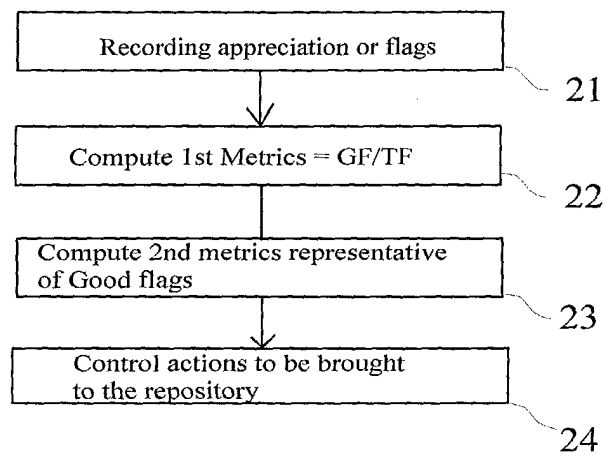 Recording appreciation or flags
21
Compute 1st Metrics = GF/TF
22
Compute 2nd metrics representative
of Good flags
23
Control actions to be brought
to the repository
24